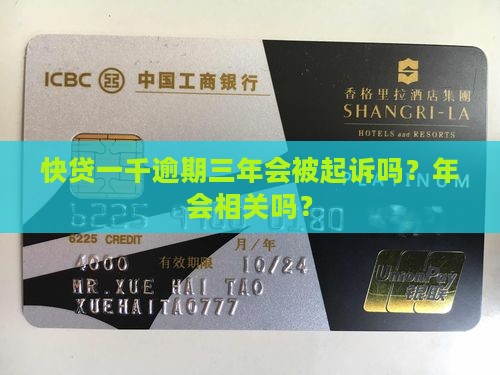 ICBC 中国工商银行
香格里拉酒店集團
SHANGRI-LA
HOTELS and RESORTS
快贷一千逾期三年会被起诉吗？年
会相关吗？
PLATINUM
6225 CREDIT
月/年
4000 有效期限 10/24
MR.XUE HAI TAO
XUEHAITAO777
UnionPay
银联